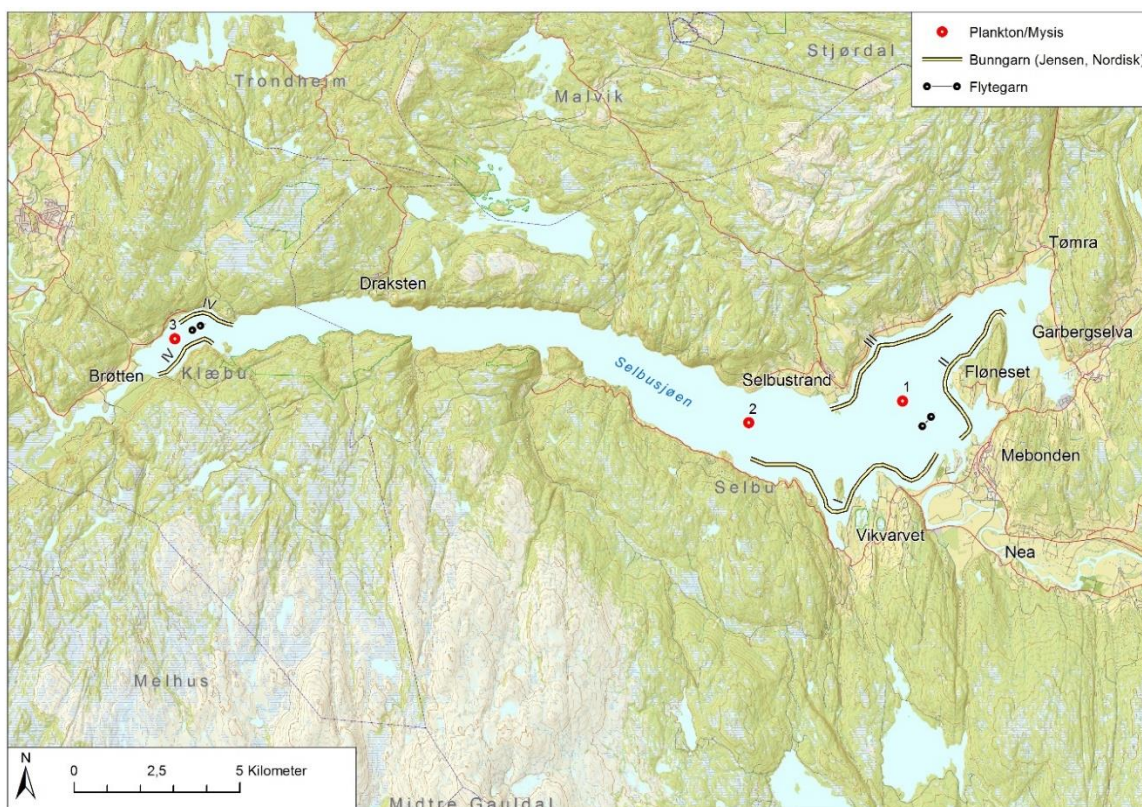 Plankton/Mysis
Bunngarn (Jensen, Nordisk)
Flytegarn
Stjørdal
Trondheim
Malvik
Tømra
Draksten
IV
3
Garbergselva
III
IV
Brøtten
Klæbu
Selbusjøen
Selbustrand
II
Fløneset
1
2
Mebonden
Selbu
I
Vikvarvet
Nea
Melhus
N
0 2,5 5 Kilometer
Midtre Gauldal